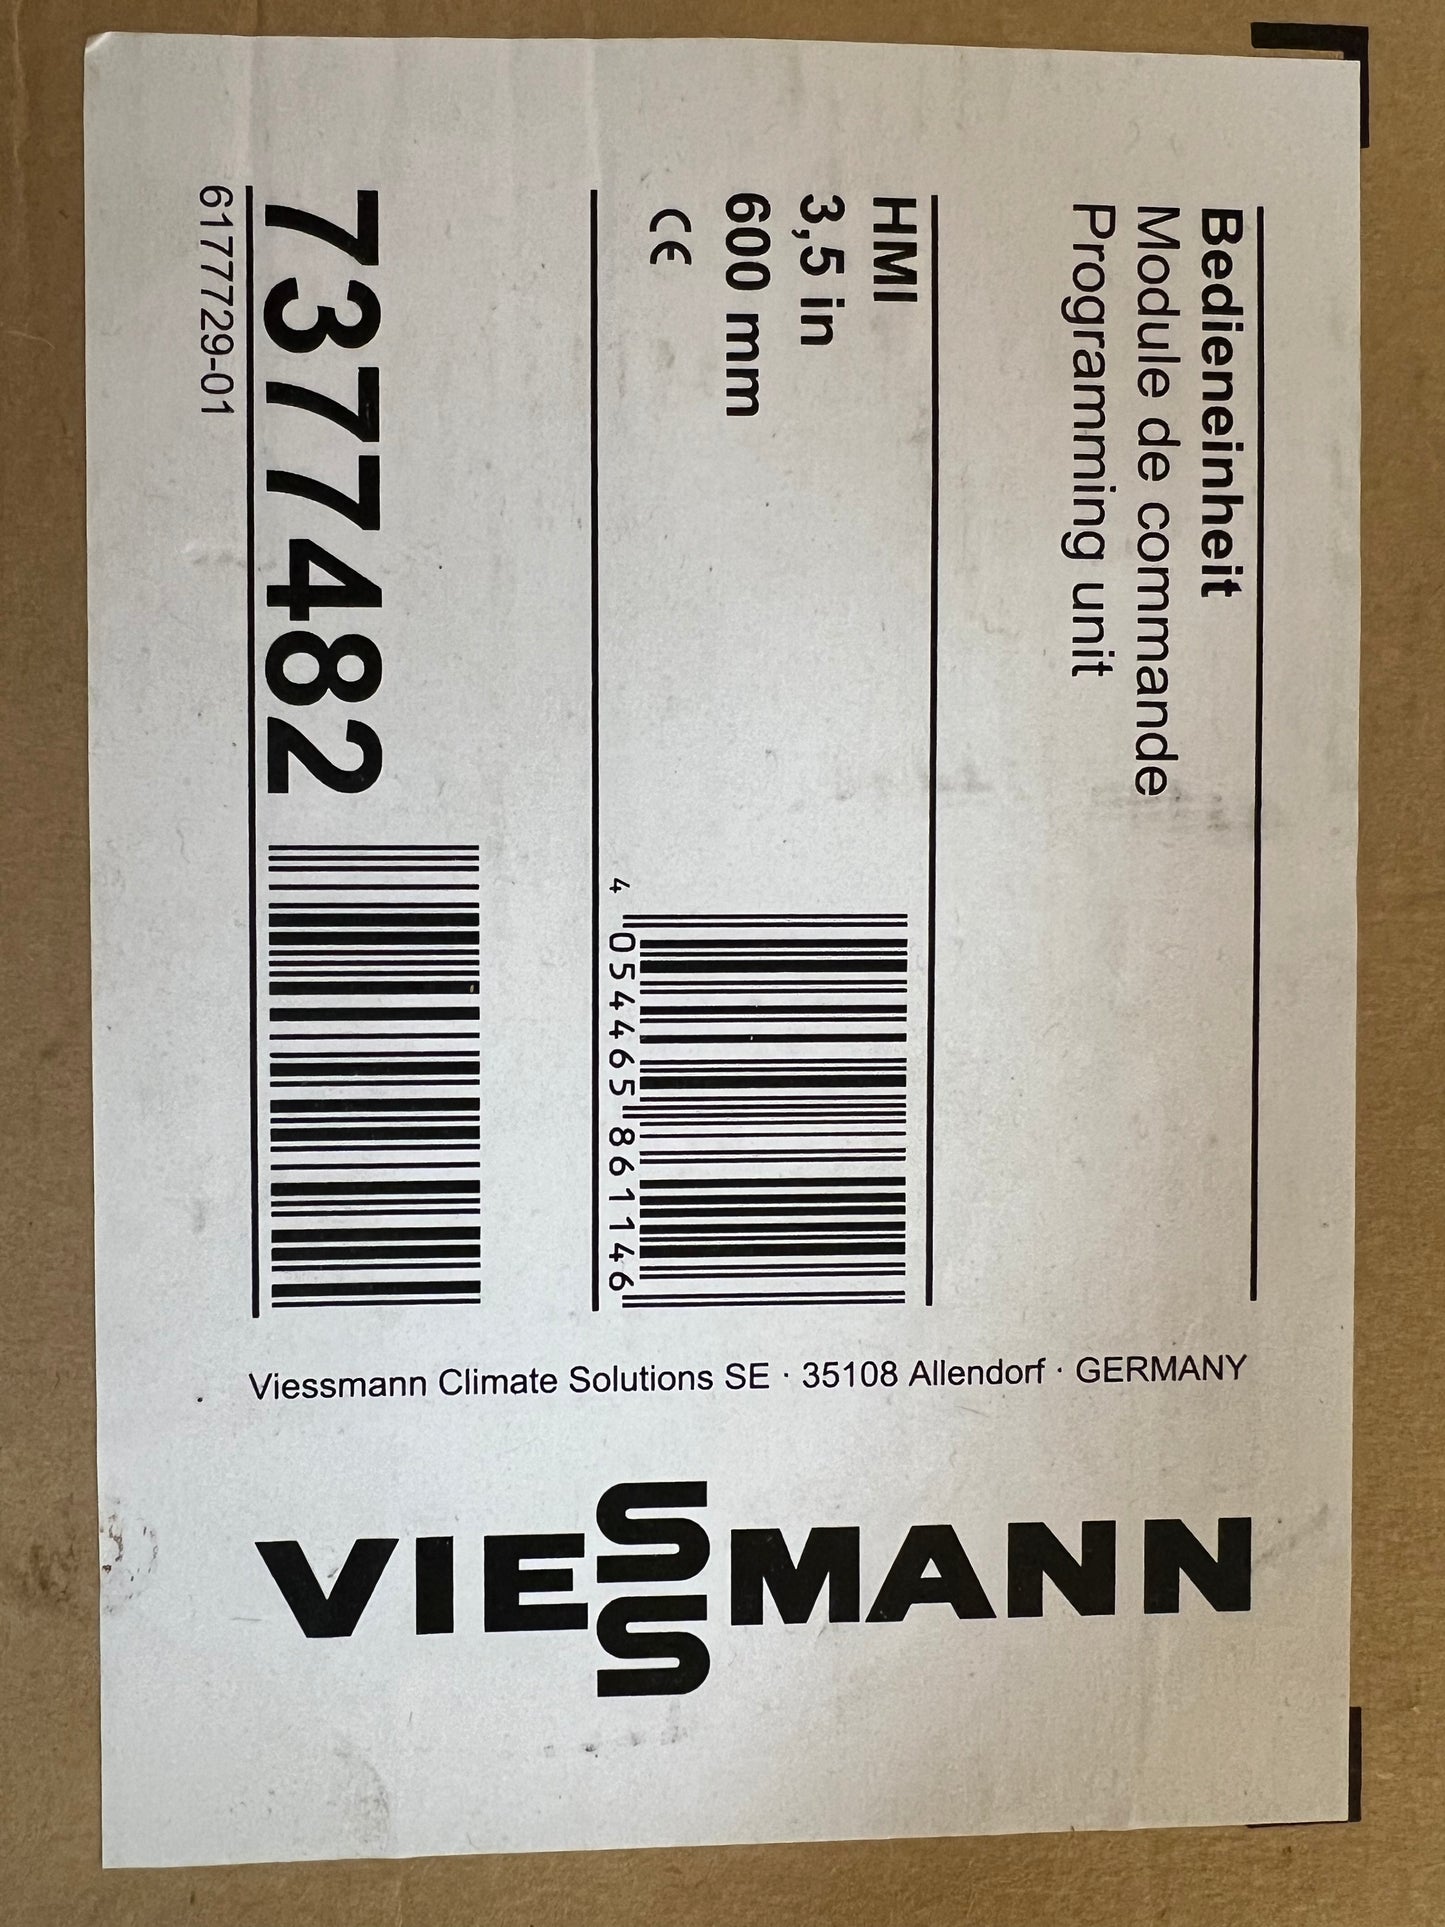 Bedieneinheit
Module de commande
Programming unit
HMI
3,5 in
600 mm
CE
4 054465 861146
7377482
6177729-01
Viessmann Climate Solutions SE · 35108 Allendorf · GERMANY
VIESSMANN